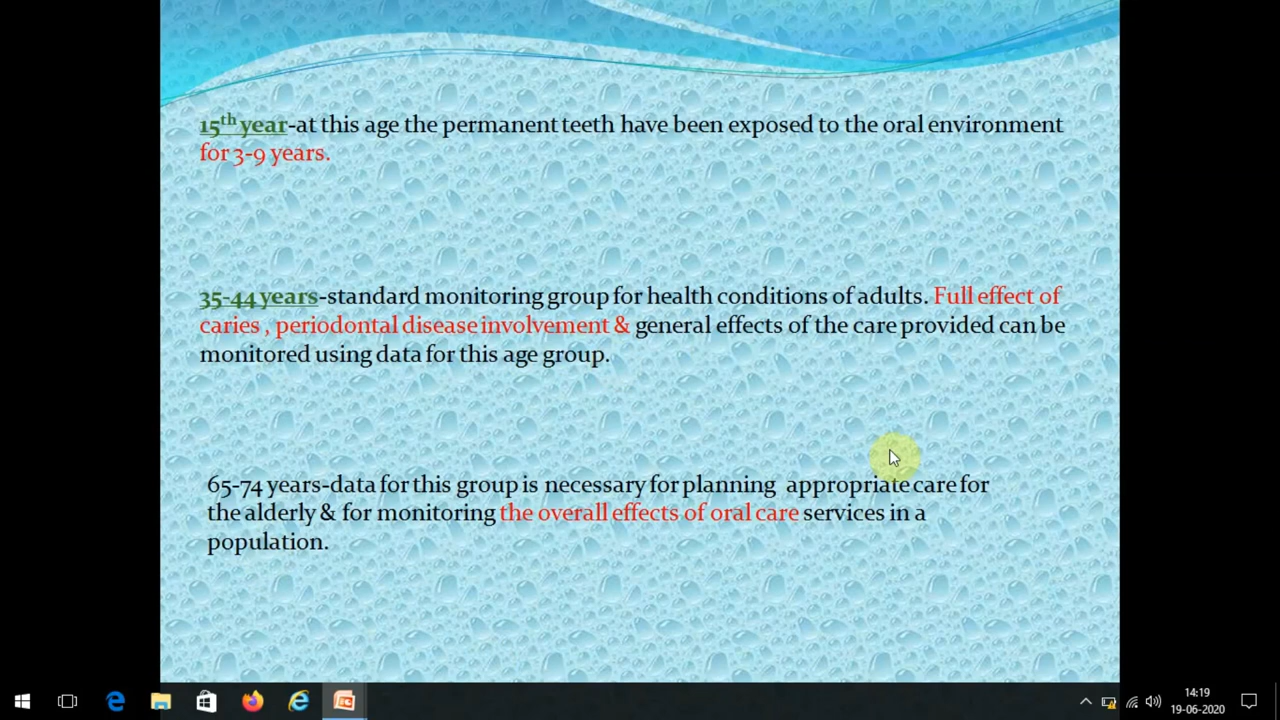 15th year-at this age the permanent teeth have been exposed to the oral environment
for 3-9 years.
35-44 years-standard monitoring group for health conditions of adults. Full effect of
caries , periodontal disease involvement & general effects of the care provided can be
monitored using data for this age group.
65-74 years-data for this group is necessary for planning appropriate care for
the alderly & for monitoring the overall effects of oral care services in a
population.
14:19
19-06-2020